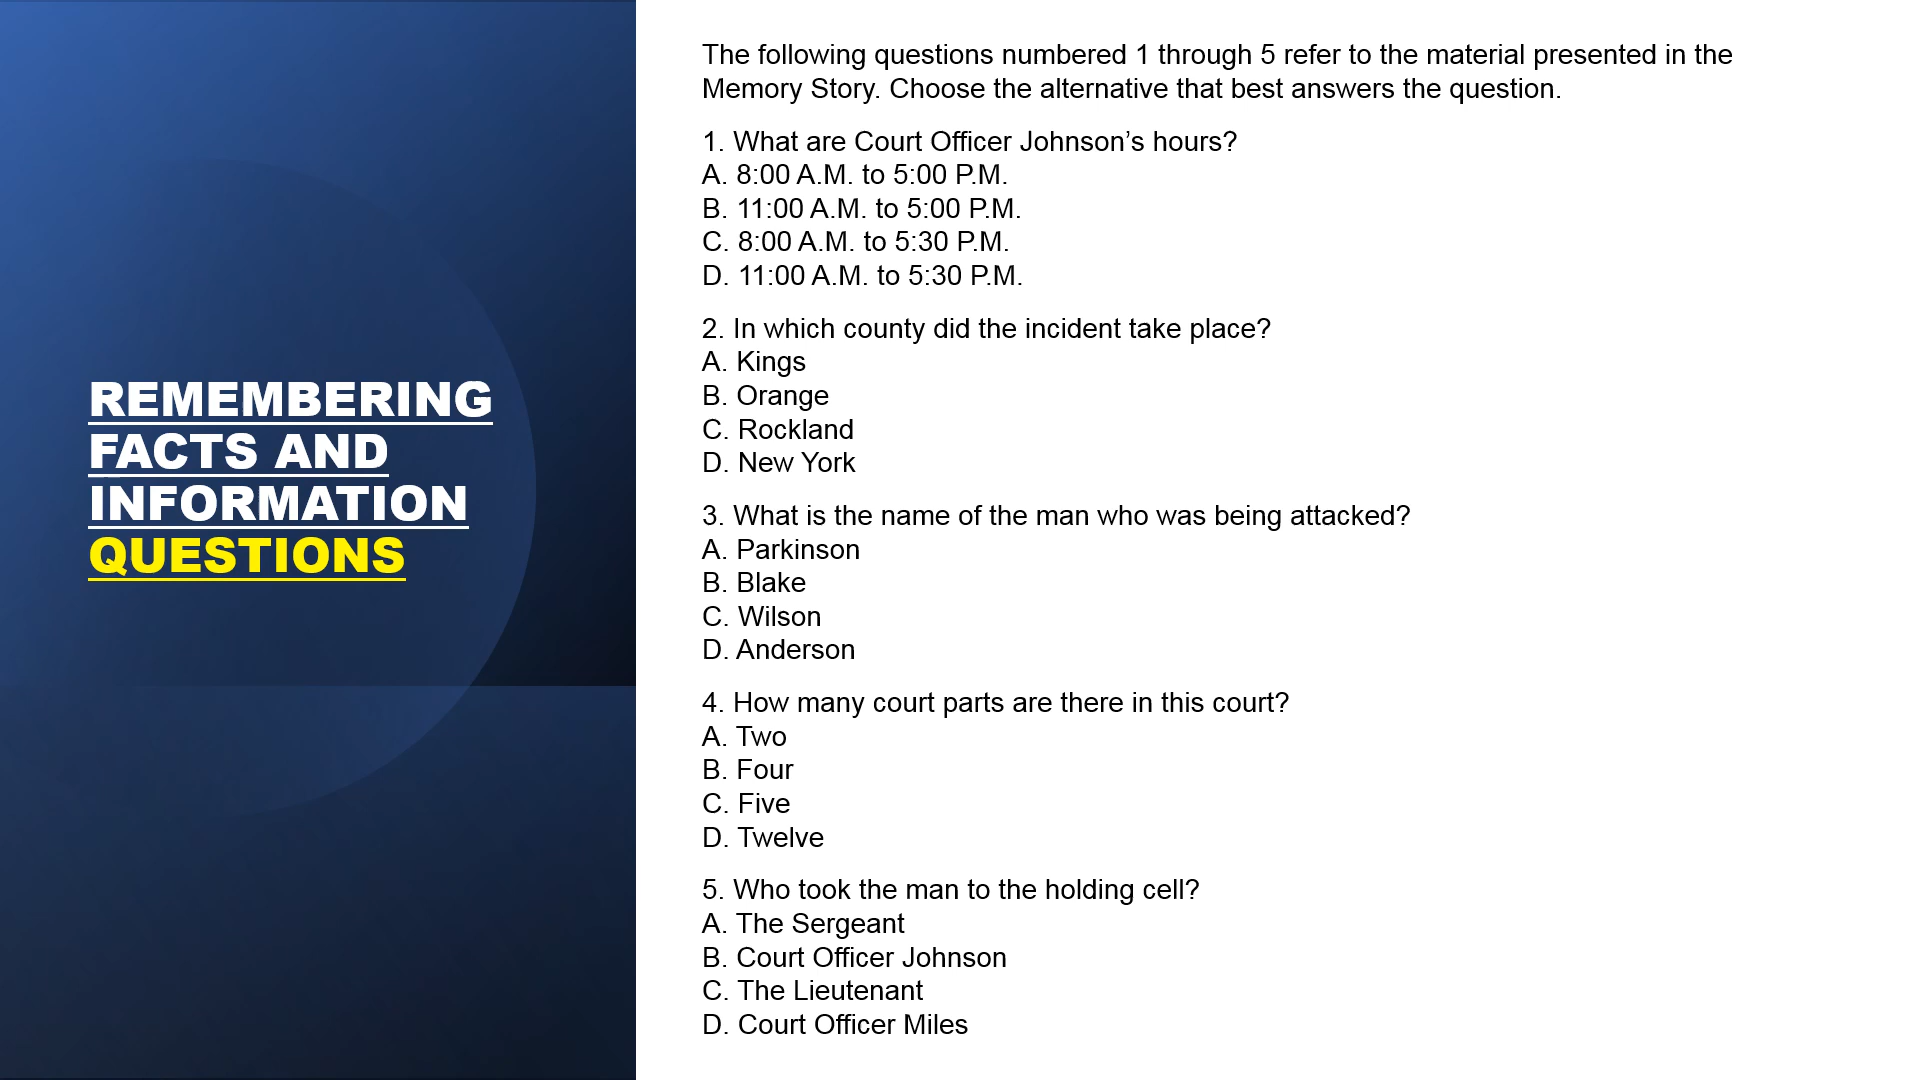 REMEMBERING
FACTS AND
INFORMATION
QUESTIONS
The following questions numbered 1 through 5 refer to the material presented in the
Memory Story. Choose the alternative that best answers the question.
1. What are Court Officer Johnson’s hours?
A. 8:00 A.M. to 5:00 P.M.
B. 11:00 A.M. to 5:00 P.M.
C. 8:00 A.M. to 5:30 P.M.
D. 11:00 A.M. to 5:30 P.M.
2. In which county did the incident take place?
A. Kings
B. Orange
C. Rockland
D. New York
3. What is the name of the man who was being attacked?
A. Parkinson
B. Blake
C. Wilson
D. Anderson
4. How many court parts are there in this court?
A. Two
B. Four
C. Five
D. Twelve
5. Who took the man to the holding cell?
A. The Sergeant
B. Court Officer Johnson
C. The Lieutenant
D. Court Officer Miles